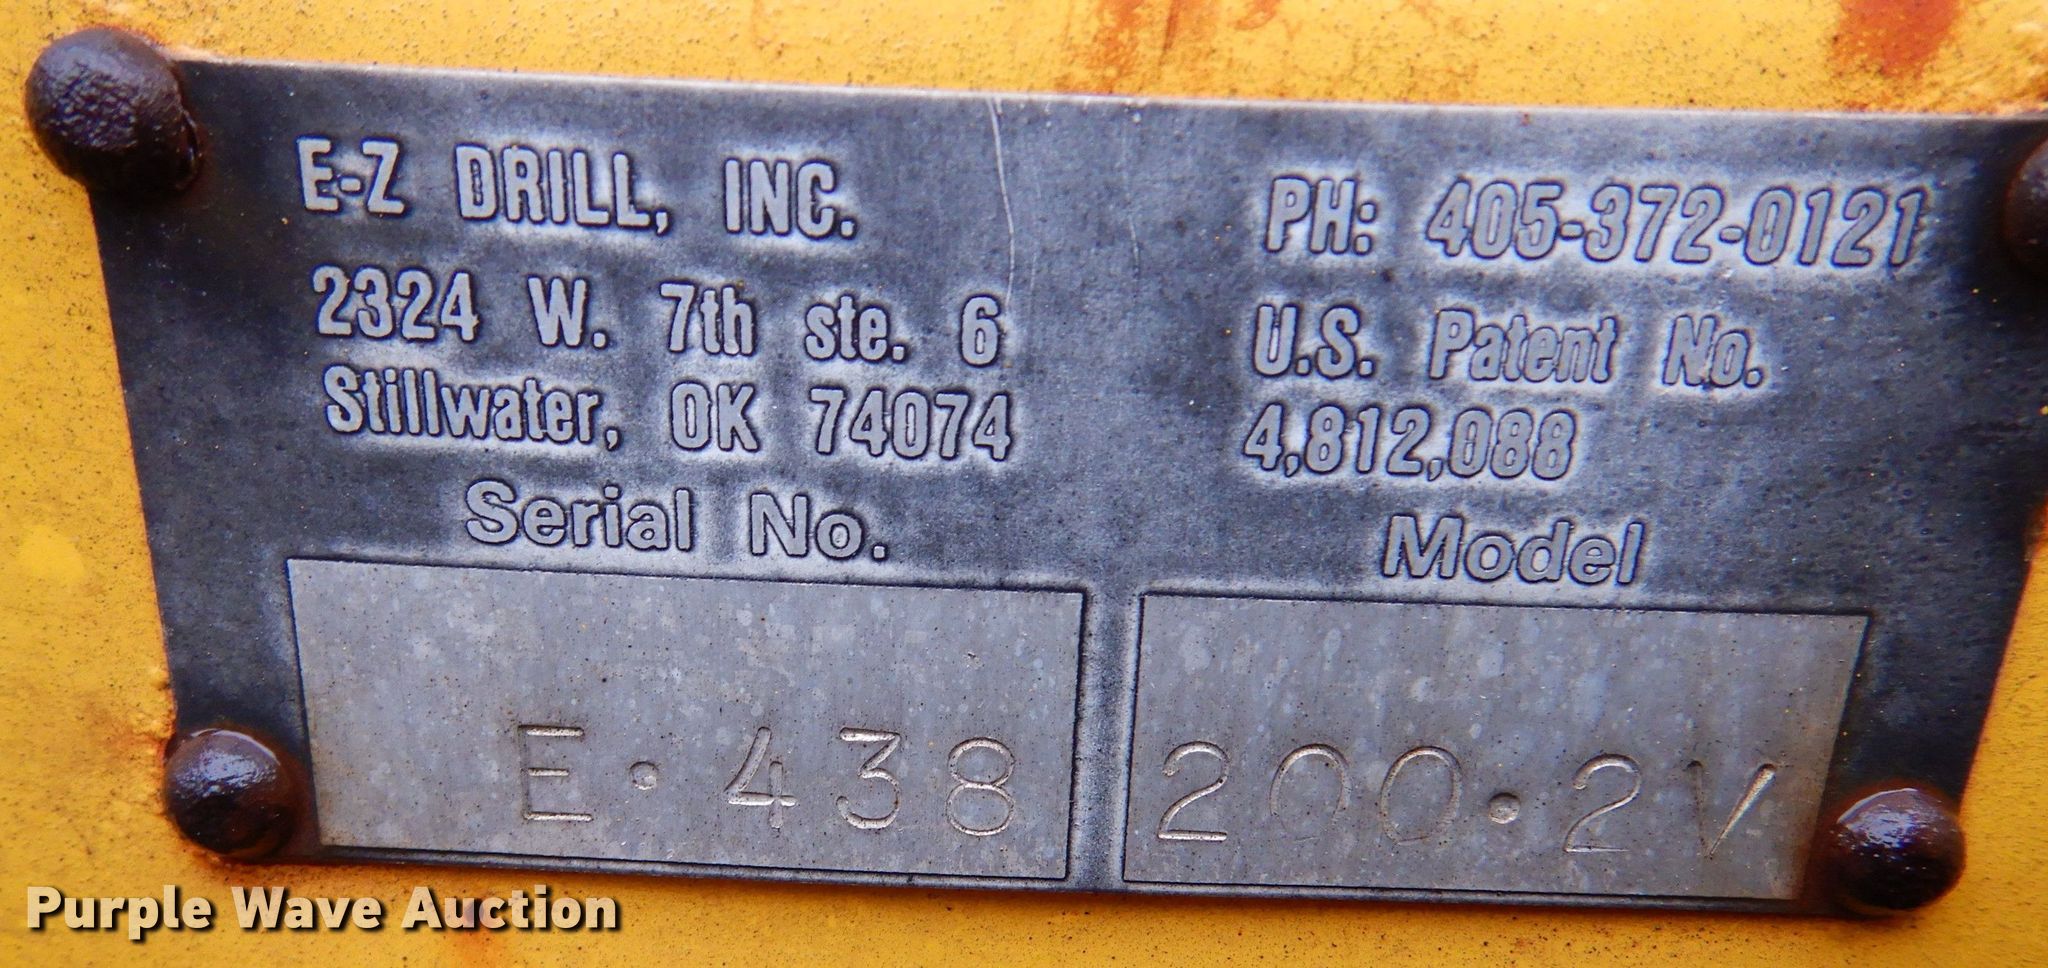 E-Z DRILL, INC.
2324 W. 7th ste. 6
Stillwater, OK 74074
PH: 405-372-0121
U.S. Patent No.
4,812,088
Serial No.
E·438
Model
200·2V
Purple Wave Auction